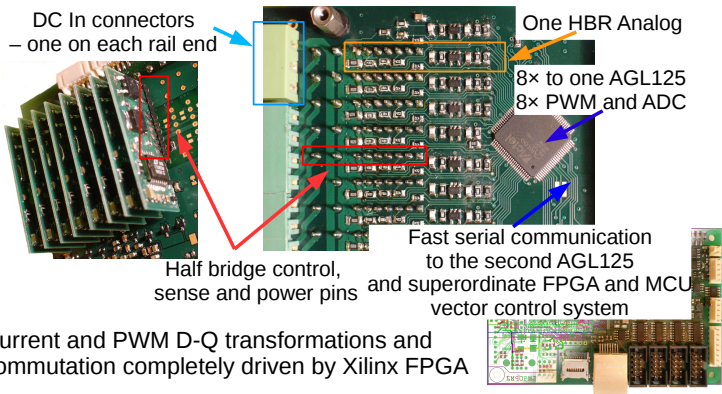 DC In connectors
– one on each rail end
One HBR Analog
8× to one AGL125
8× PWM and ADC
Half bridge control,
sense and power pins
Fast serial communication
to the second AGL125
and superordinate FPGA and MCU
vector control system
urrent and PWM D-Q transformations and
ommutation completely driven by Xilinx FPGA